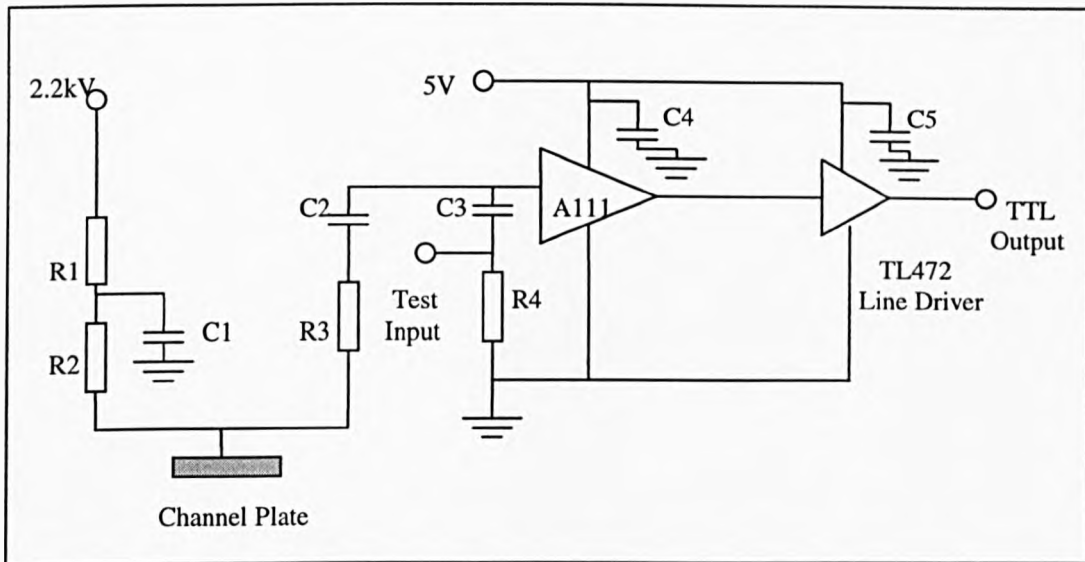 2.2kV
5V
C4
C5
C2
C3
A111
TTL
Output
R1
Test
Input
R4
TL472
Line Driver
C1
R3
R2
Channel Plate